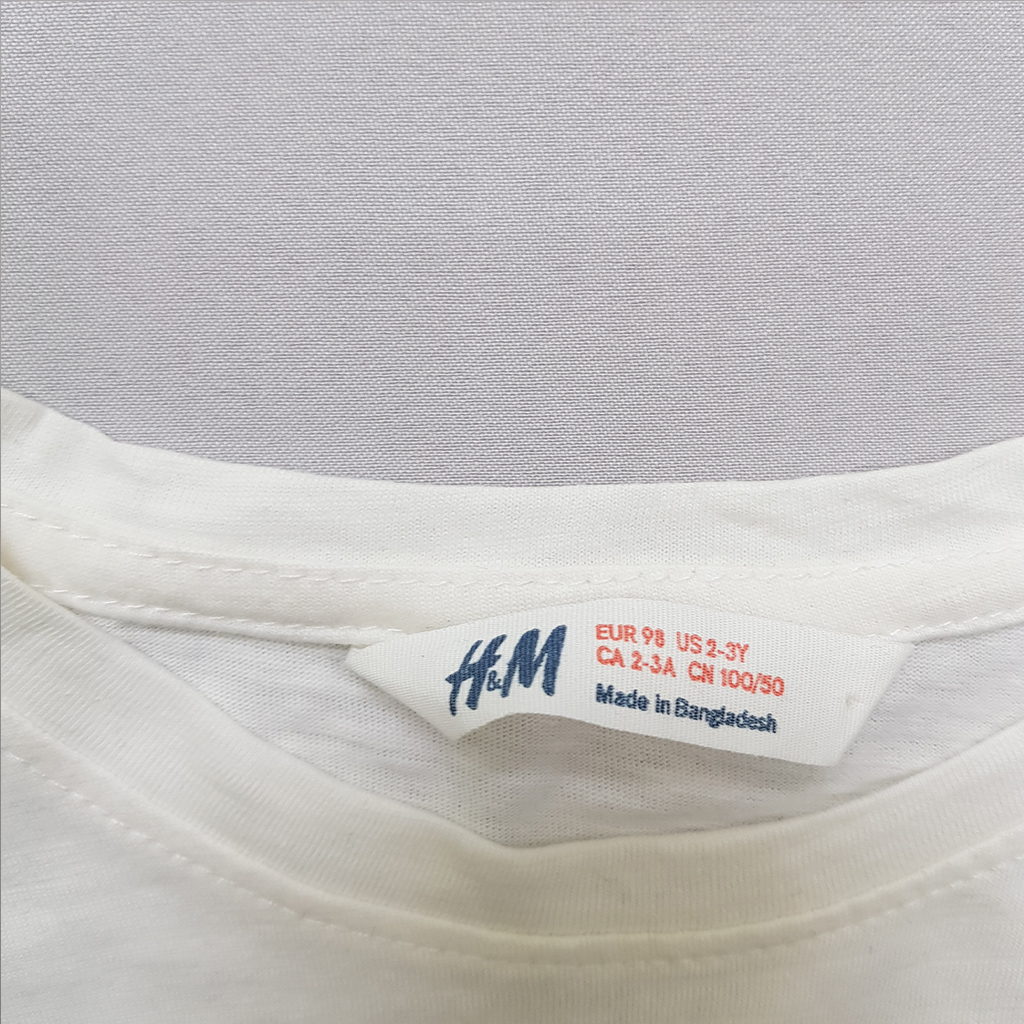 H&M
EUR 98 US 2-3Y
CA 2-3A CN 100/50
Made in Bangladesh